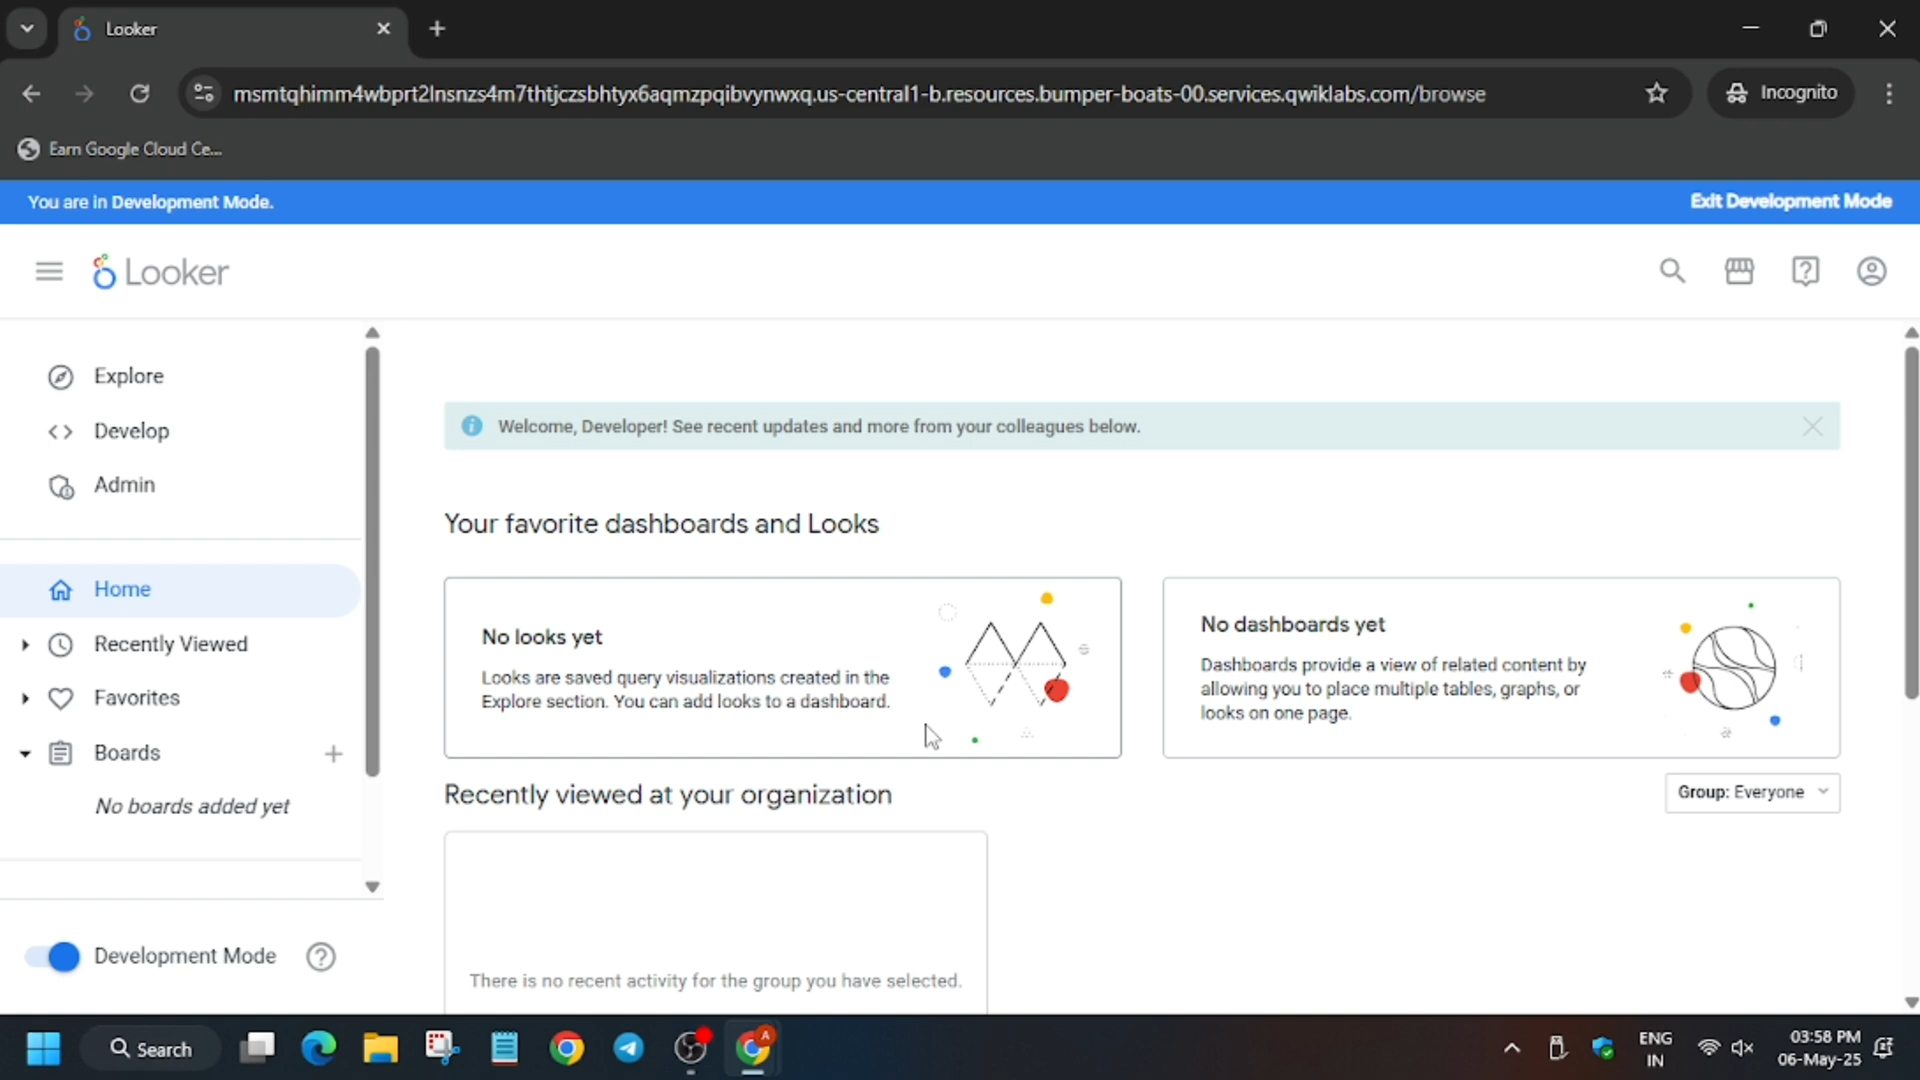 Looker
msmtqhimm4wbprt2lnsnzs4m7thtjczsbhtyx6aqmzpqibvynwxq.us-central1-b.resources.bumper-boats-00.services.qwiklabs.com/browse
Incognito
Earn Google Cloud Ce...
You are in Development Mode.
Exit Development Mode
Looker
Explore
Develop
Admin
Home
Recently Viewed
Favorites
Boards
No boards added yet
Development Mode
Welcome, Developer! See recent updates and more from your colleagues below.
Your favorite dashboards and Looks
No looks yet
Looks are saved query visualizations created in the
Explore section. You can add looks to a dashboard.
No dashboards yet
Dashboards provide a view of related content by
allowing you to place multiple tables, graphs, or
looks on one page.
Recently viewed at your organization
Group: Everyone
There is no recent activity for the group you have selected.
Search
A
ENG
IN
03:58 PM
06-May-25